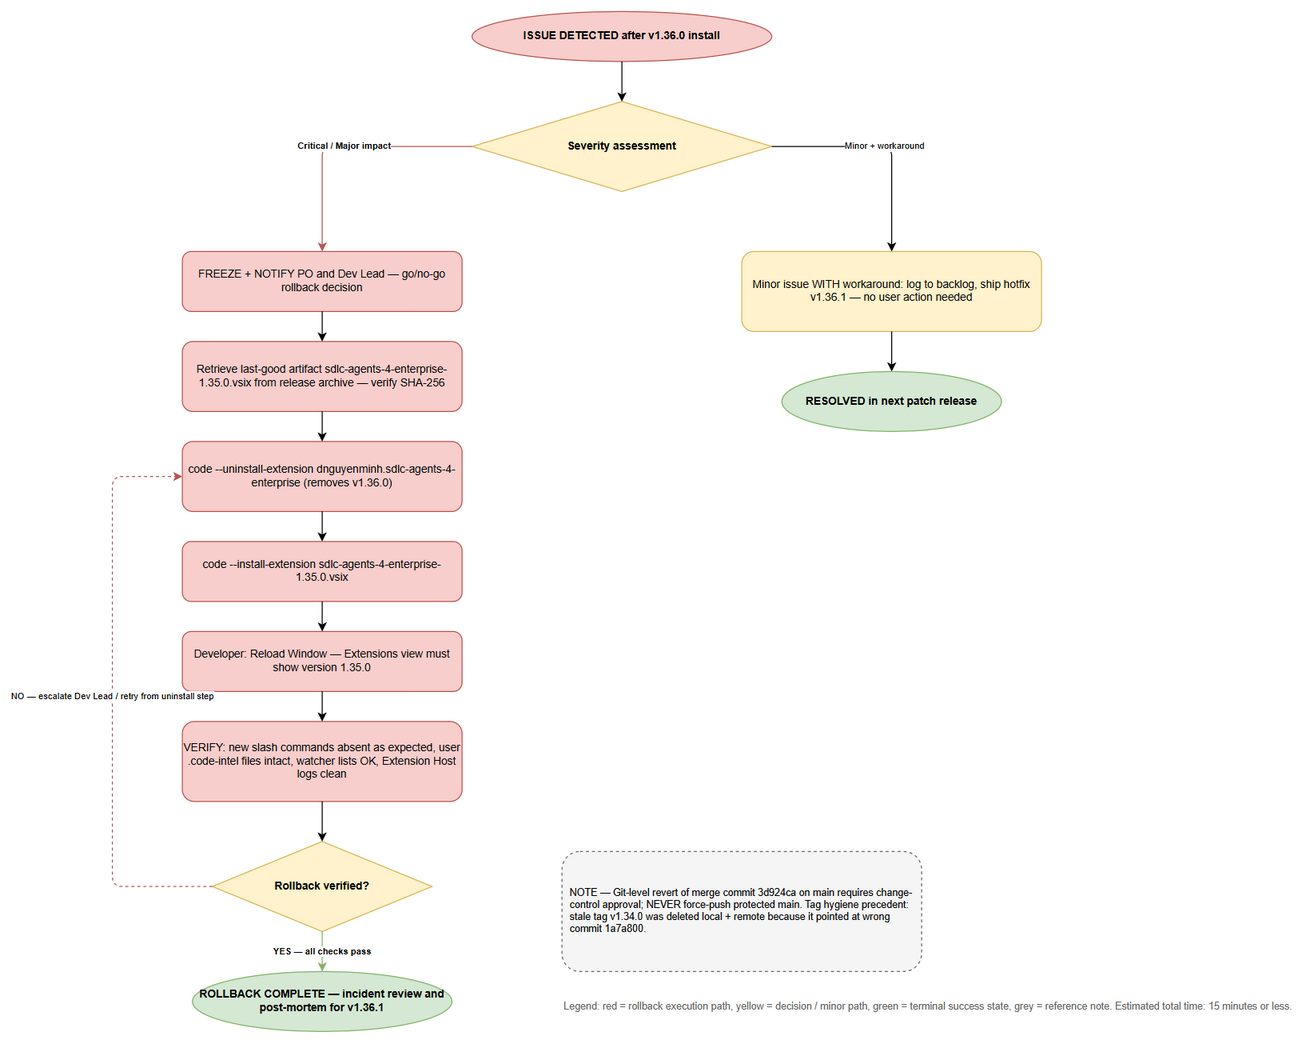 ISSUE DETECTED after v1.36.0 install
Severity assessment
Critical / Major impact
Minor + workaround
FREEZE + NOTIFY PO and Dev Lead — go/no-go
rollback decision
Minor issue WITH workaround: log to backlog, ship hotfix
v1.36.1 — no user action needed
Retrieve last-good artifact sdlc-agents-4-enterprise-
1.35.0.vsix from release archive — verify SHA-256
RESOLVED in next patch release
code --uninstall-extension dnguyenminh.sdlc-agents-4-
enterprise (removes v1.36.0)
code --install-extension sdlc-agents-4-enterprise-
1.35.0.vsix
Developer: Reload Window — Extensions view must
show version 1.35.0
NO — escalate Dev Lead / retry from uninstall step
VERIFY: new slash commands absent as expected, user
.code-intel files intact, watcher lists OK, Extension Host
logs clean
Rollback verified?
NOTE — Git-level revert of merge commit 3d924ca on main requires change-
control approval; NEVER force-push protected main. Tag hygiene precedent:
stale tag v1.34.0 was deleted local + remote because it pointed at wrong
commit 1a7a800.
YES — all checks pass
ROLLBACK COMPLETE — incident review and
post-mortem for v1.36.1
Legend: red = rollback execution path, yellow = decision / minor path, green = terminal success state, grey = reference note. Estimated total time: 15 minutes or less.